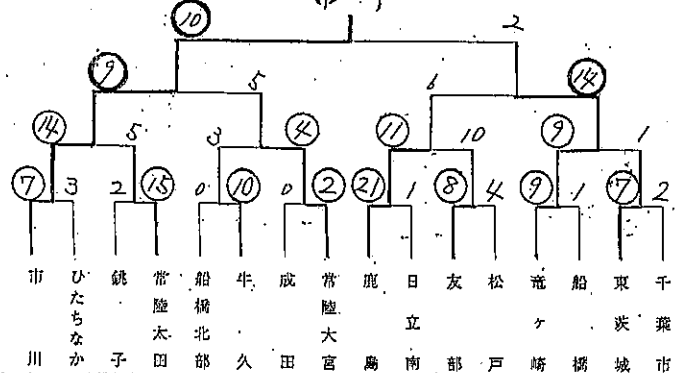 ⑩ 2
⑨ 5 6 ⑭
⑭ 5 3 ④ ⑪ 10 ⑨ 1
⑦ 3 2 ⑮ 0 ⑩ 0 ② ㉑ 1 ⑧ 4 ⑨ 1 ⑦ 2
市川
ひたちなか
銚子
常陸太田
船橋北部
牛久
成田
常陸大宮
鹿島
日立南
友部
松戸
竜ヶ崎
船橋
東茨城
千葉市